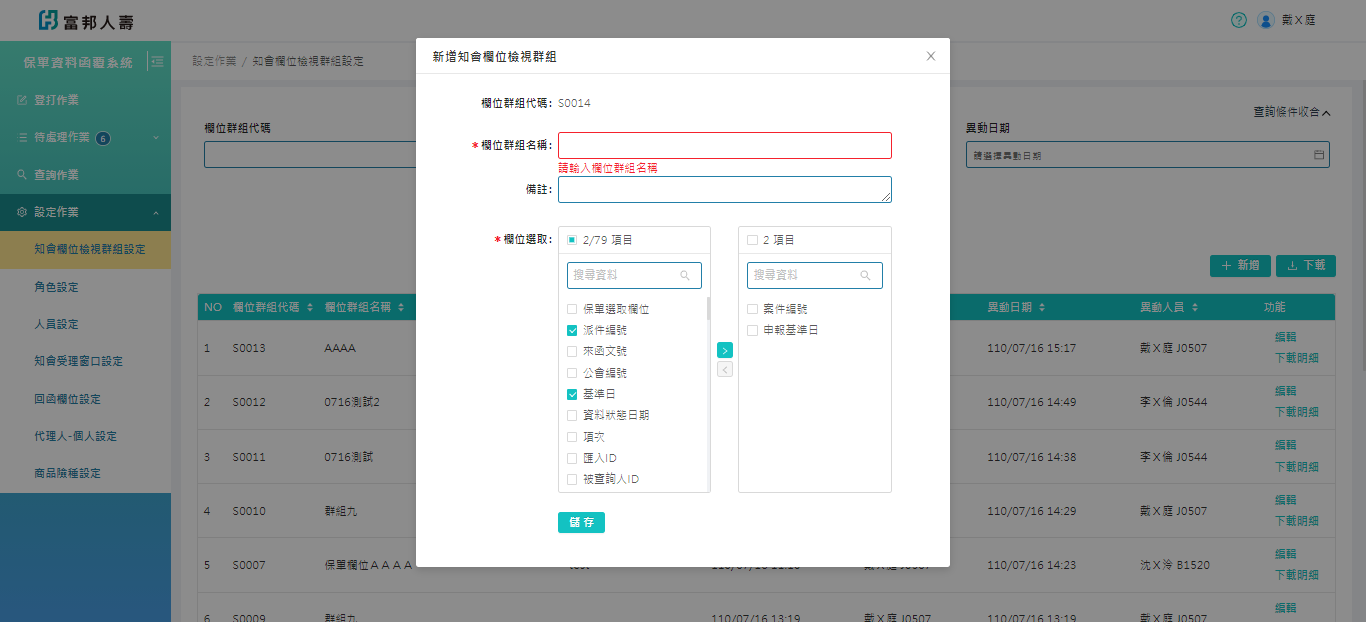 富邦人壽
戴Ｘ庭
保單資料函覆系統
設定作業 / 知會欄位檢視群組設定
登打作業
待處理作業 6
查詢作業
設定作業
知會欄位檢視群組設定
角色設定
人員設定
知會受理窗口設定
回函欄位設定
代理人-個人設定
商品險種設定
查詢條件收合
欄位群組代碼
異動日期
請選擇異動日期
新增
下載
新增知會欄位檢視群組
欄位群組代碼: S0014
*欄位群組名稱:
請輸入欄位群組名稱
備註:
*欄位選取:
2/79 項目
搜尋資料
保單選取欄位
派件編號
來函文號
公會編號
基準日
資料狀態日期
項次
匯入ID
被查詢人ID
2 項目
搜尋資料
案件編號
申報基準日
儲 存
NO 欄位群組代碼 欄位群組名稱 異動日期 異動人員 功能
1 S0013 AAAA 110/07/16 15:17 戴Ｘ庭 J0507 編輯
下載明細
2 S0012 0716測試2 110/07/16 14:49 李Ｘ倫 J0544 編輯
下載明細
3 S0011 0716測試 110/07/16 14:38 李Ｘ倫 J0544 編輯
下載明細
4 S0010 群組九 110/07/16 14:29 戴Ｘ庭 J0507 編輯
下載明細
5 S0007 保單欄位ＡＡＡＡ 110/07/16 14:23 沈Ｘ泠 B1520 編輯
下載明細
6 S0009 群組九 110/07/16 13:19 戴Ｘ庭 J0507 110/07/16 13:19 戴Ｘ庭 J0507 編輯